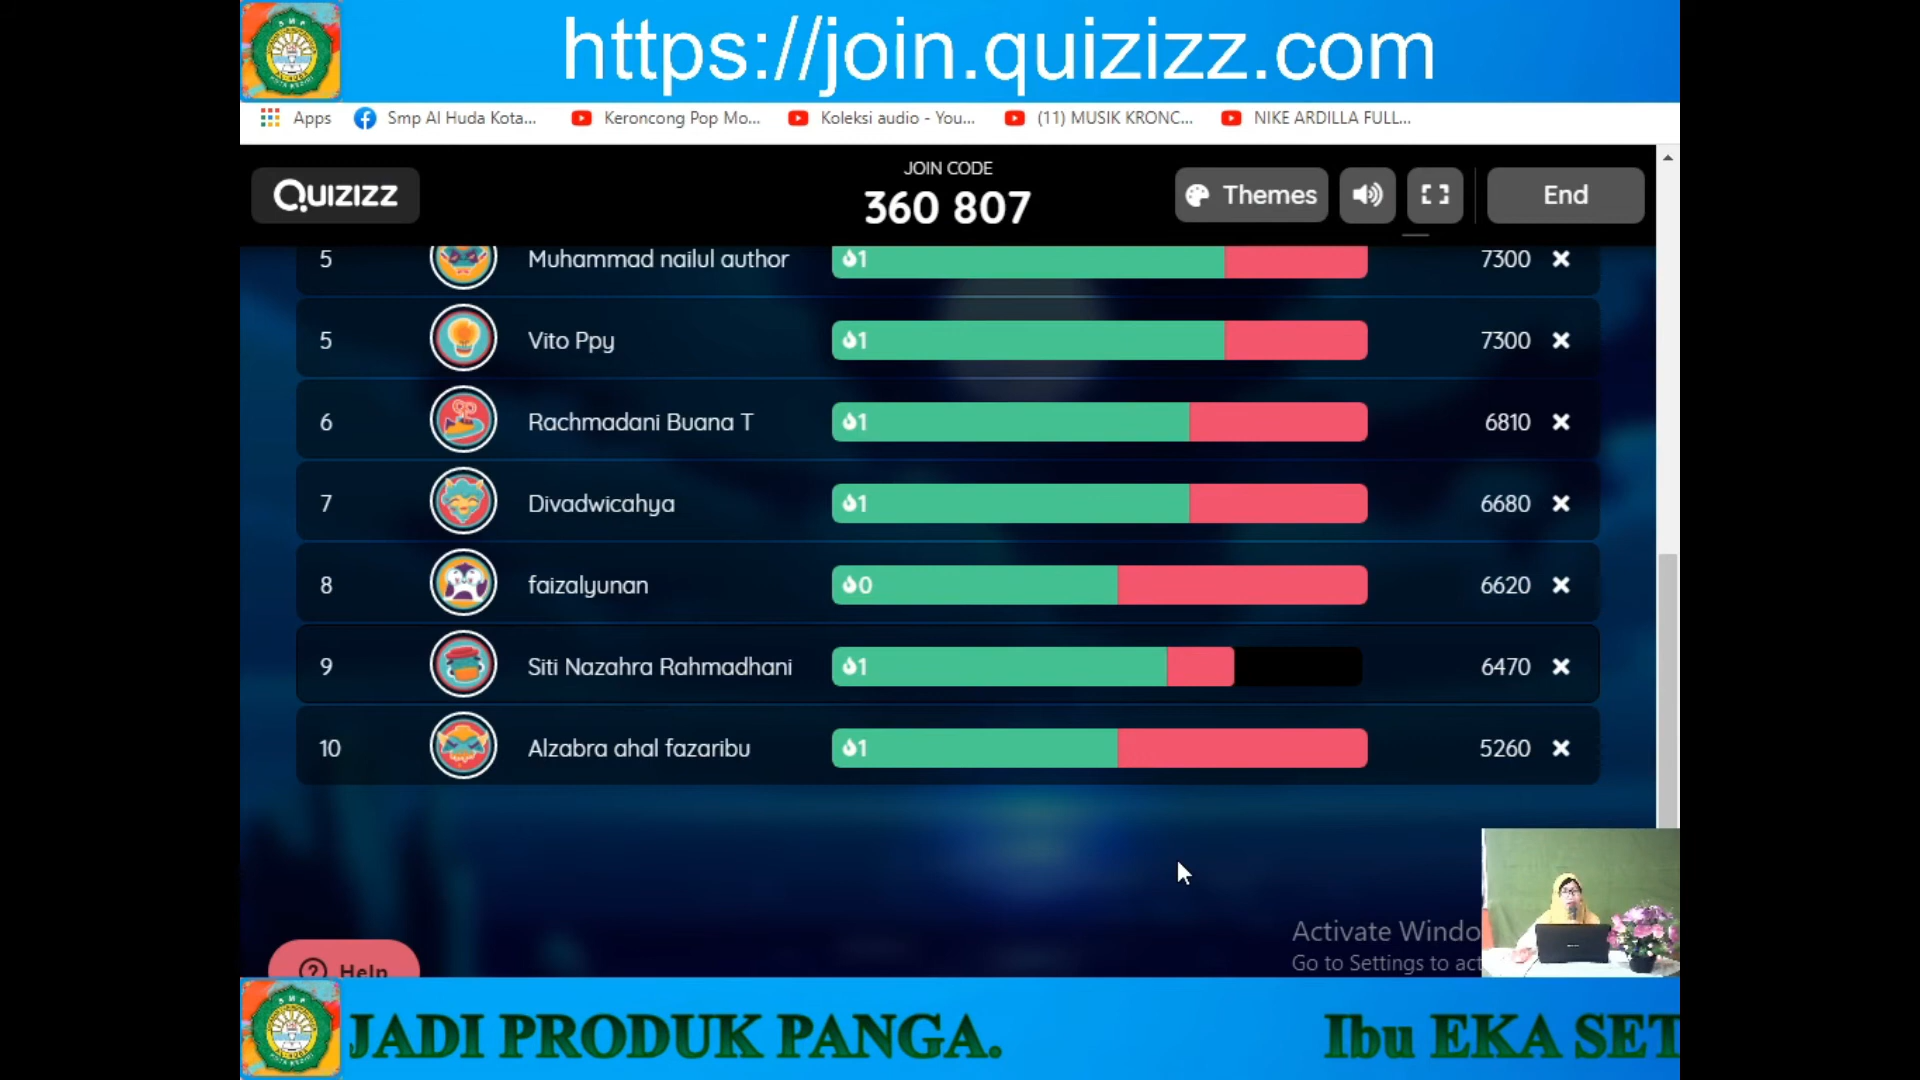 https://join.quizizz.com
Apps Smp Al Huda Kota... Keroncong Pop Mo... Koleksi audio - You... (11) MUSIK KRONC... NIKE ARDILLA FULL...
QUIZIZZ
JOIN CODE
360 807
Themes
End
5 Muhammad nailul author 1 7300
5 Vito Ppy 1 7300
6 Rachmadani Buana T 1 6810
7 Divadwicahya 1 6680
8 faizalyunan 0 6620
9 Siti Nazahra Rahmadhani 1 6470
10 Alzabra ahal fazaribu 1 5260
Activate Windo
Go to Settings to act
Help
JADI PRODUK PANGA. Ibu EKA SET